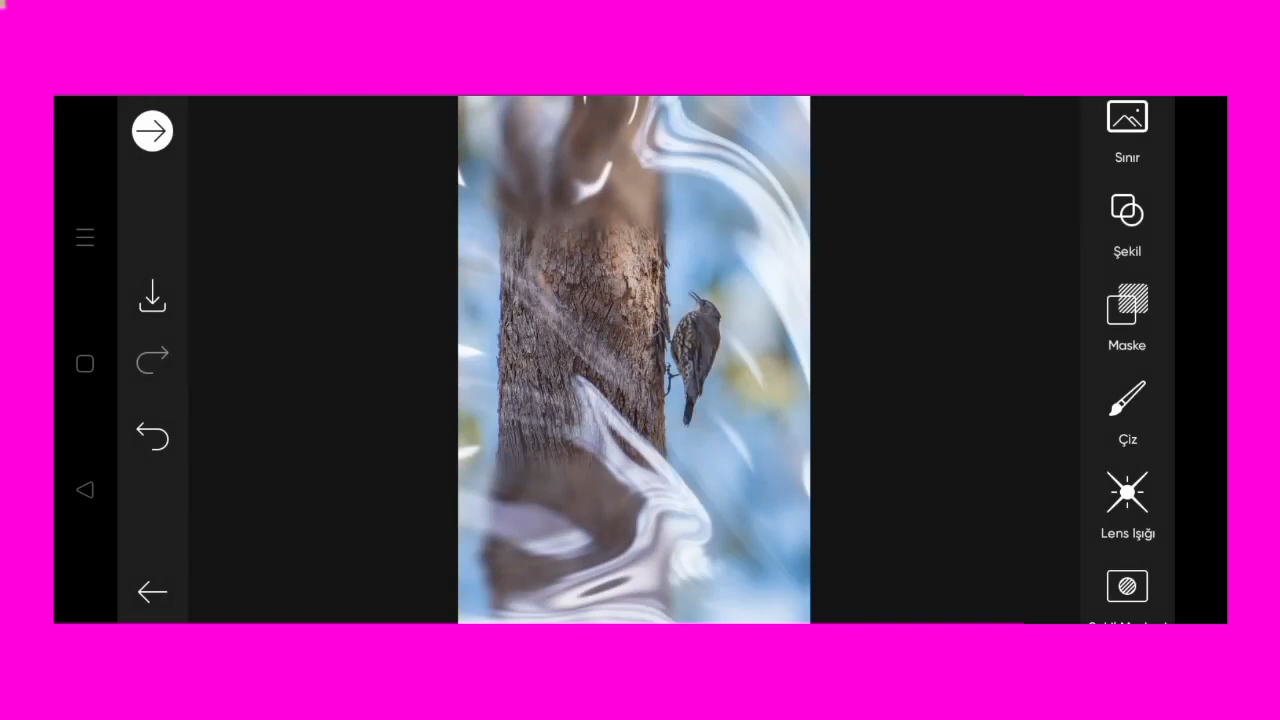 Sınır
Şekil
Maske
Çiz
Lens Işığı